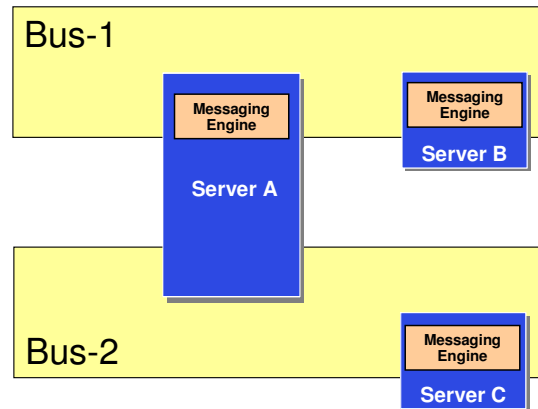 Bus-1
Messaging
Engine
Server A
Messaging
Engine
Server B
Bus-2
Messaging
Engine
Server C